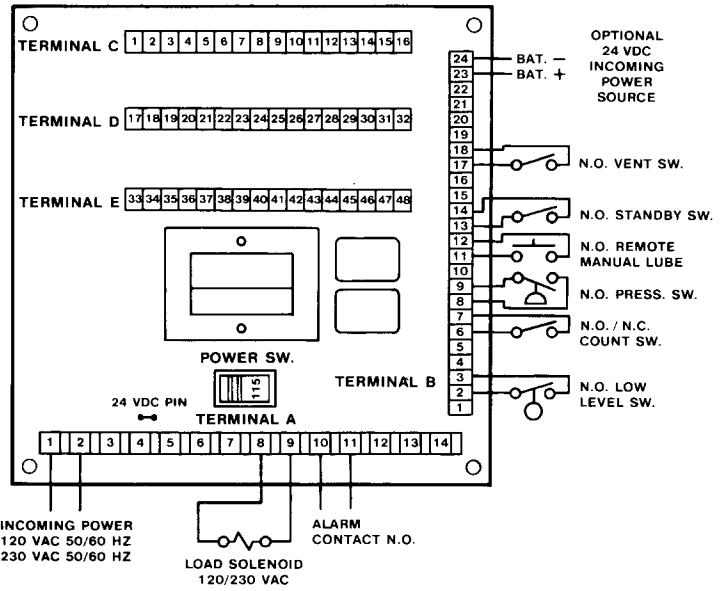 TERMINAL C 1 2 3 4 5 6 7 8 9 10 11 12 13 14 15 16
TERMINAL D 17 18 19 20 21 22 23 24 25 26 27 28 29 30 31 32
TERMINAL E 33 34 35 36 37 38 39 40 41 42 43 44 45 46 47 48
POWER SW.
115
24 VDC PIN
TERMINAL A
1 2 3 4 5 6 7 8 9 10 11 12 13 14
TERMINAL B
24
23
22
21
20
19
18
17
16
15
14
13
12
11
10
9
8
7
6
5
4
3
2
1
BAT. –
BAT. +
OPTIONAL
24 VDC
INCOMING
POWER
SOURCE
N.O. VENT SW.
N.O. STANDBY SW.
N.O. REMOTE
MANUAL LUBE
N.O. PRESS. SW.
N.O. / N.C.
COUNT SW.
N.O. LOW
LEVEL SW.
INCOMING POWER
120 VAC 50/60 HZ
230 VAC 50/60 HZ
LOAD SOLENOID
120/230 VAC
ALARM
CONTACT N.O.